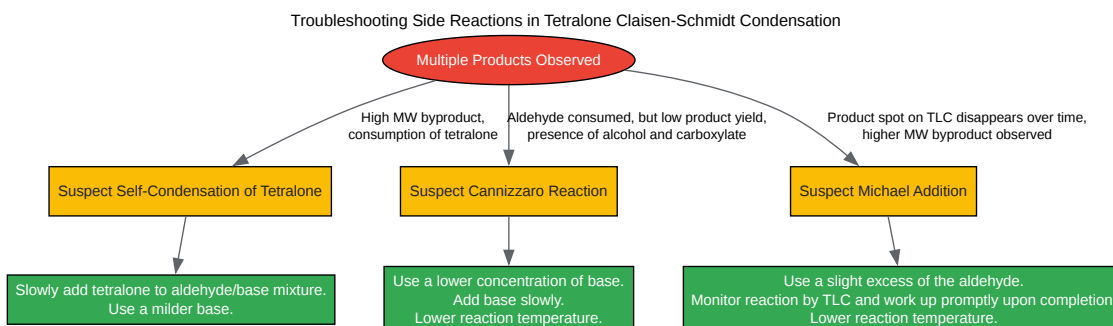 Troubleshooting Side Reactions in Tetralone Claisen-Schmidt Condensation
Multiple Products Observed
High MW byproduct,
consumption of tetralone
Aldehyde consumed, but low product yield,
presence of alcohol and carboxylate
Product spot on TLC disappears over time,
higher MW byproduct observed
Suspect Self-Condensation of Tetralone
Suspect Cannizzaro Reaction
Suspect Michael Addition
Slowly add tetralone to aldehyde/base mixture.
Use a milder base.
Use a lower concentration of base.
Add base slowly.
Lower reaction temperature.
Use a slight excess of the aldehyde.
Monitor reaction by TLC and work up promptly upon completion
Lower reaction temperature.